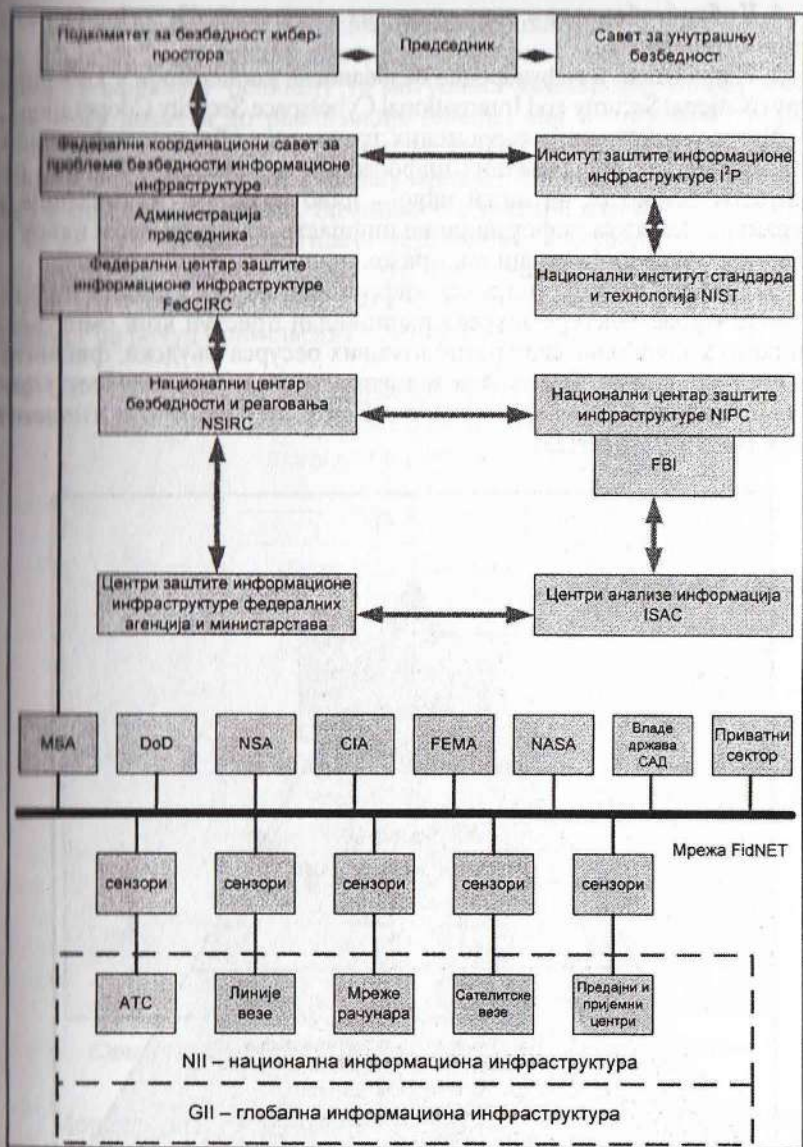 Подкомитет за безбедност кибер-
простора
Председник
Савет за унутрашњу
безбедност
Федерални координациони савет за
проблеме безбедности информационе
инфраструктуре
Инситут заштите информационе
инфраструктуре I²P
Администрација
председника
Федерални центар заштите
информационе инфраструктуре
FedCIRC
Национални институт стандарда
и технологија NIST
Национални центар
безбедности и реаговања
NSIRC
Национални центар заштите
инфраструктуре NIPC
FBI
Центри заштите информационе
инфраструктуре федералних
агенција и министарстава
Центри анализе информација
ISAC
MSA
DoD
NSA
CIA
FEMA
NASA
Владе
држава
САД
Приватни
сектор
Мрежа FidNET
сензори
сензори
сензори
сензори
сензори
АТС
Линије
везе
Мреже
рачунара
Сателитске
везе
Предајни и
пријемни
центри
NII – национална информациона инфраструктура
GII – глобална информациона инфраструктура